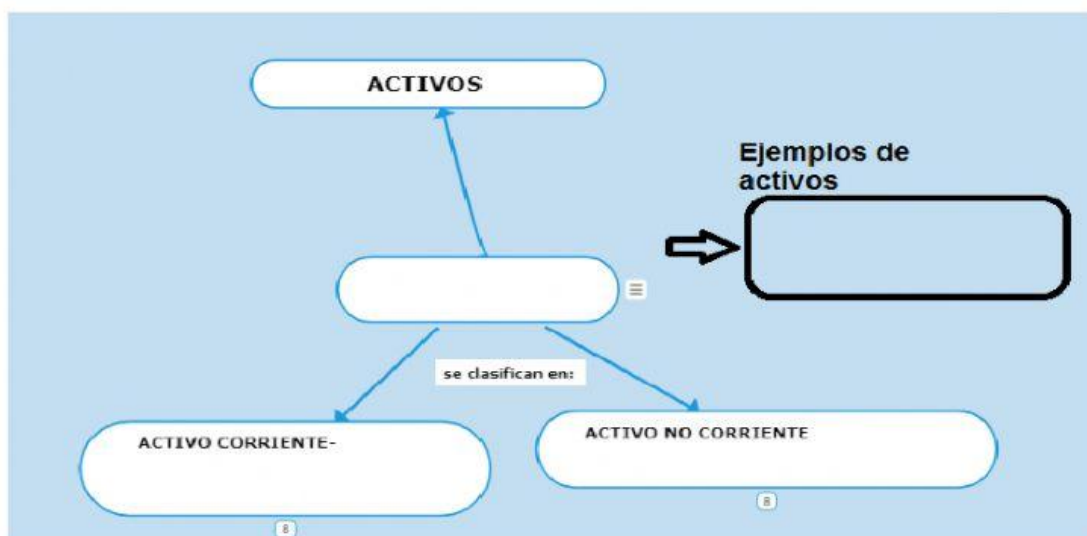 ACTIVOS
Ejemplos de
activos
se clasifican en:
ACTIVO CORRIENTE-
ACTIVO NO CORRIENTE
8
8